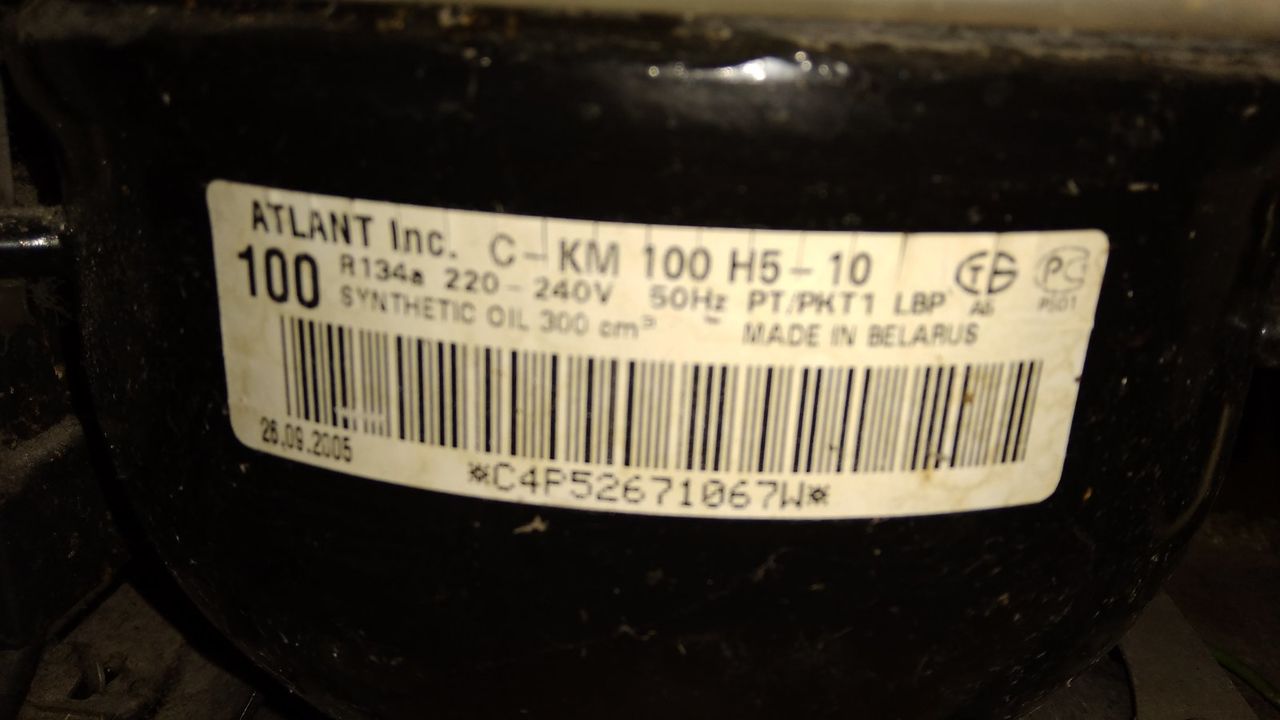 ATLANT Inc. C-KM 100 H5-10
100 R134a 220-240V 50Hz PT/PKT1 LBP
SYNTHETIC OIL 300 cm³ ~ MADE IN BELARUS
26.09.2005
*C4P52671067W*